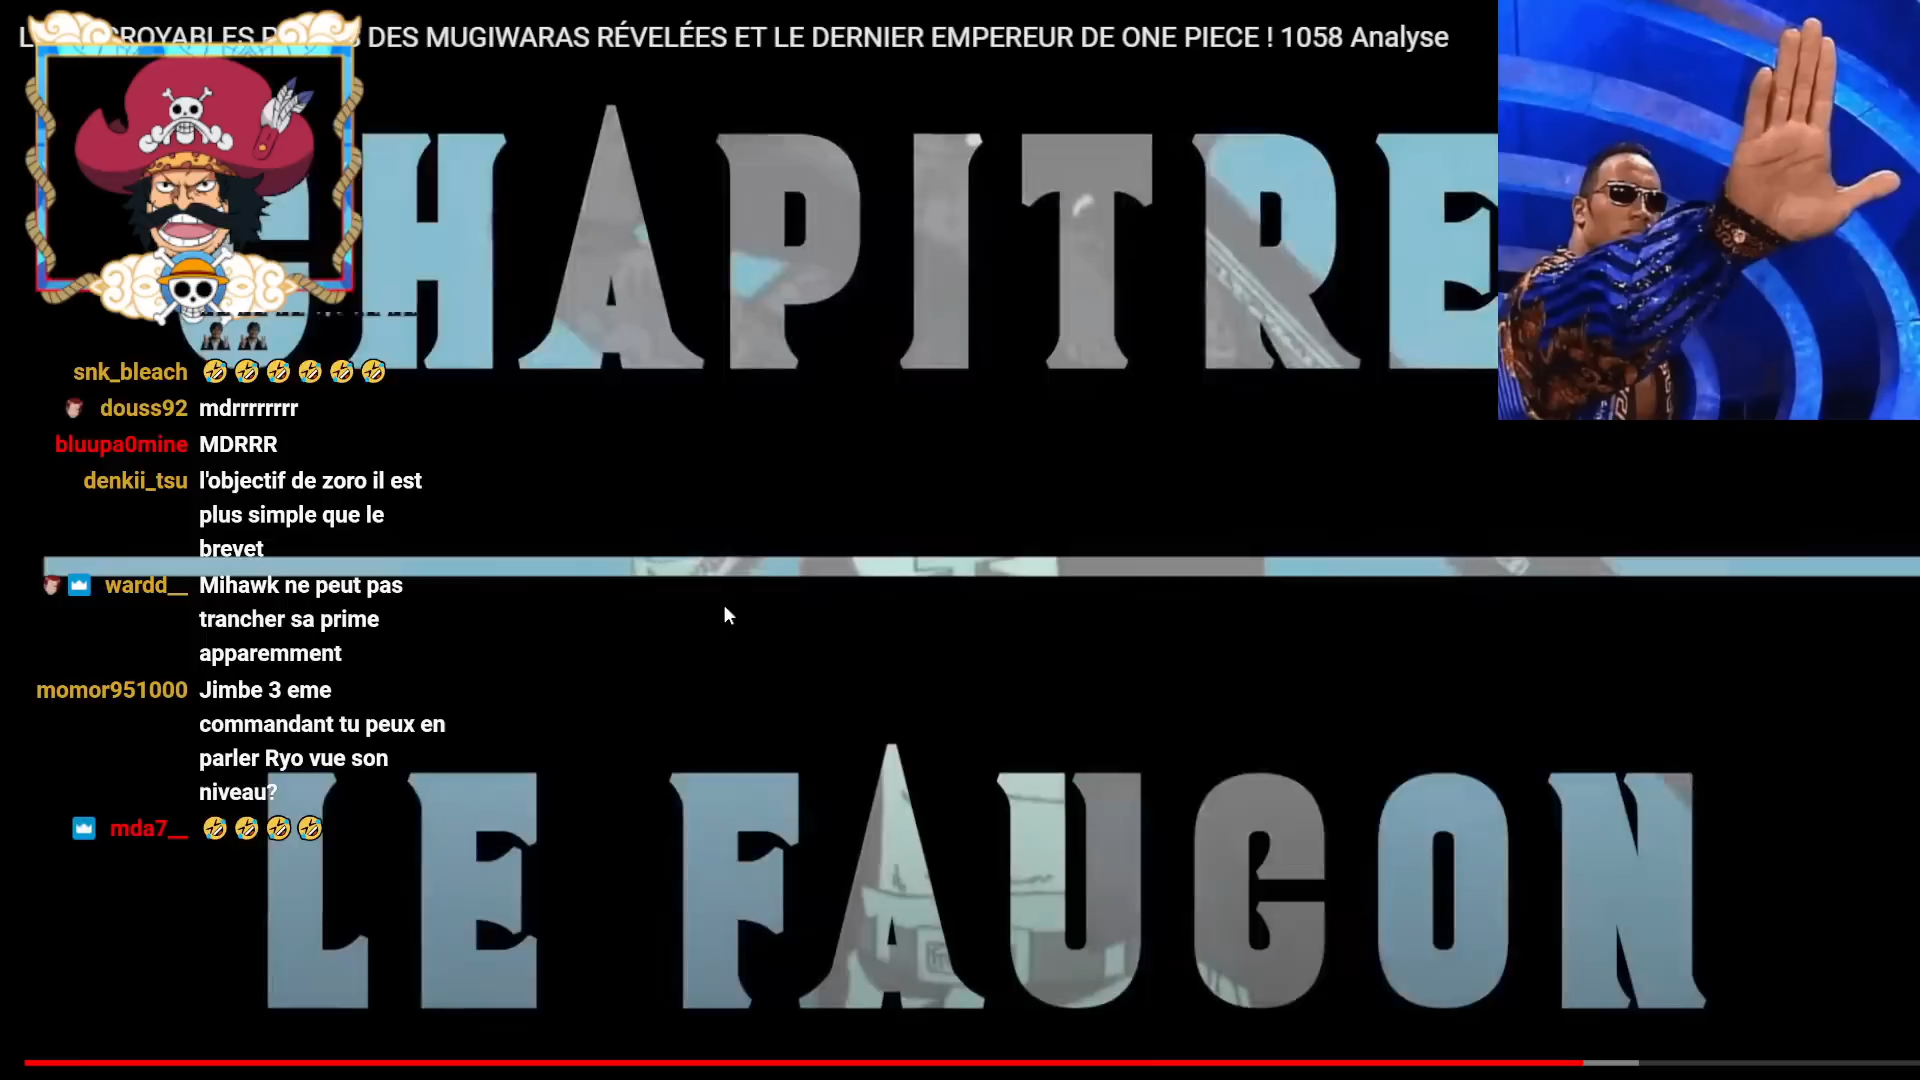 DES MUGIWARAS RÉVELÉES ET LE DERNIER EMPEREUR DE ONE PIECE ! 1058 Analyse
CHAPITRE
snk_bleach 🤣🤣🤣🤣🤣🤣
douss92 mdrrrrrrrr
bluupa0mine MDRRR
denkii_tsu l'objectif de zoro il est
plus simple que le
brevet
wardd__ Mihawk ne peut pas
trancher sa prime
apparemment
momor951000 Jimbe 3 eme
commandant tu peux en
parler Ryo vue son
niveau?
mda7__ 🤣🤣🤣🤣
LE FAUCON